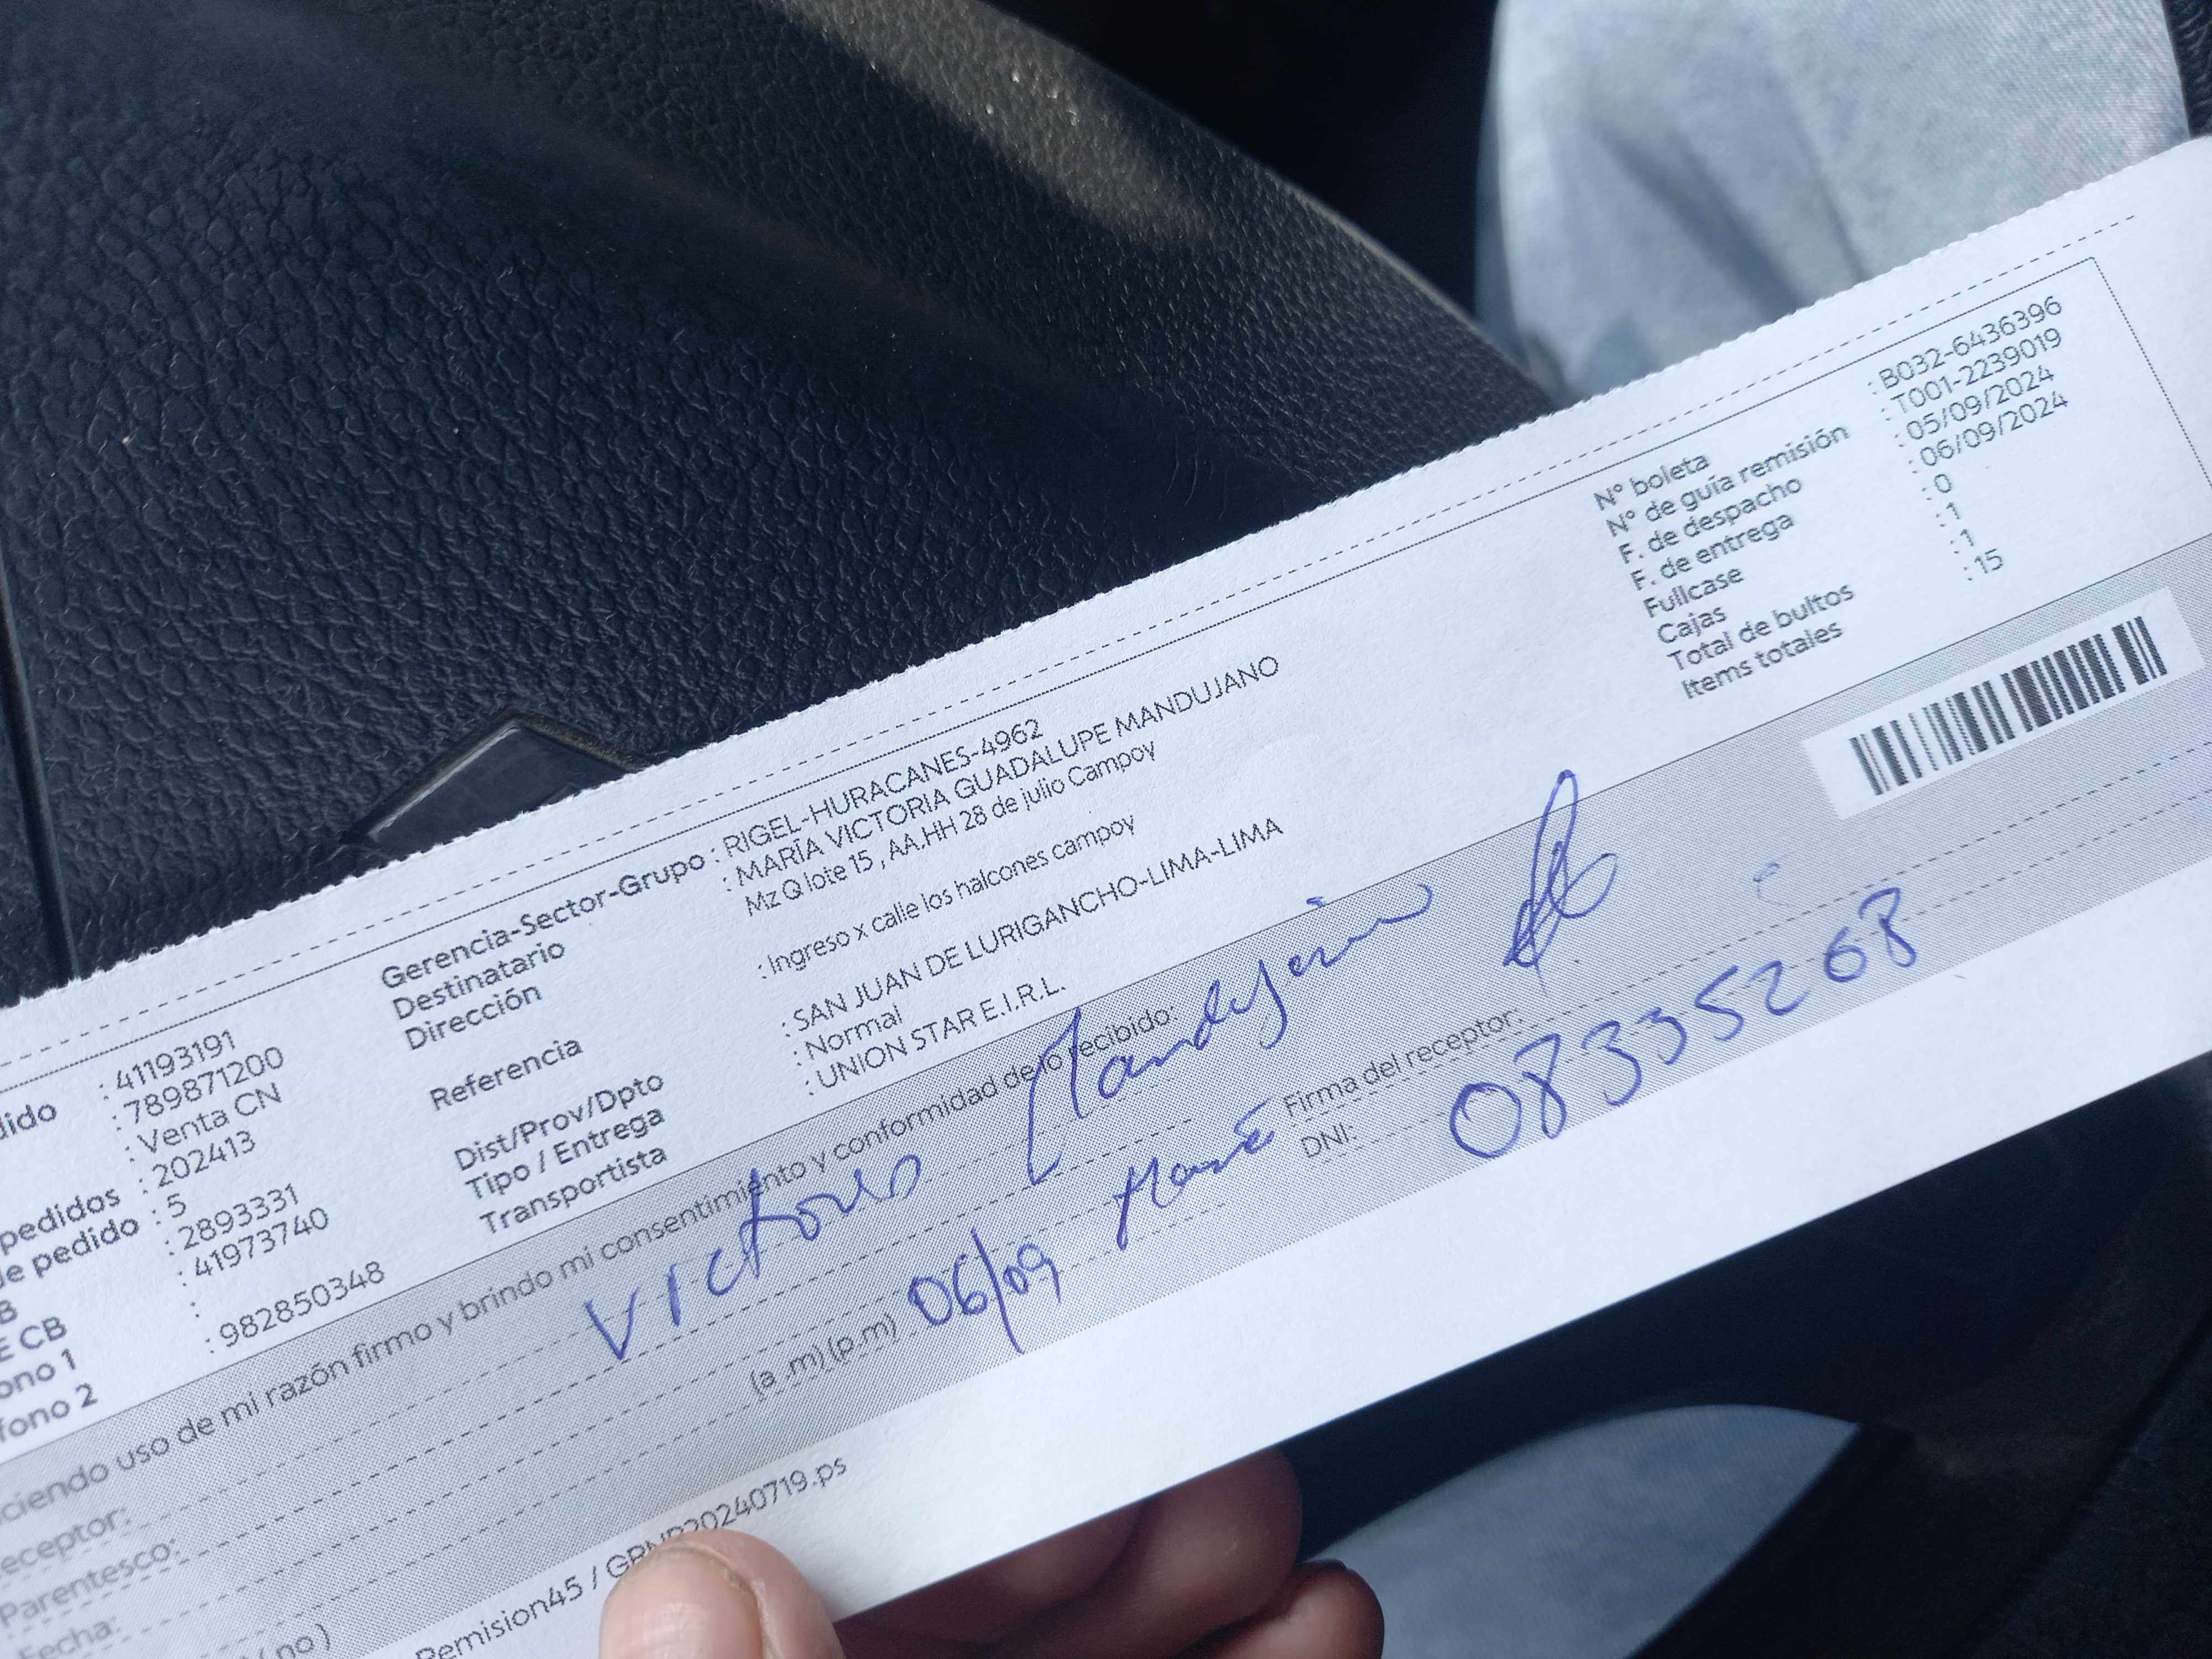 dido : 41193191
: 789871200
: Venta CN
pedidos : 202413
de pedido : 5
B : 2893331
E CB : 41973740
ono 1 :
fono 2 : 982850348
Gerencia-Sector-Grupo : RIGEL-HURACANES-4962
Destinatario : MARÍA VICTORIA GUADALUPE MANDUJANO
Dirección Mz Q lote 15 , AA.HH 28 de julio Campoy
Referencia : Ingreso x calle los halcones campoy
Dist/Prov/Dpto : SAN JUAN DE LURIGANCHO-LIMA-LIMA
Tipo / Entrega : Normal
Transportista : UNION STAR E.I.R.L.
N° boleta : B032-6436396
N° de guía remisión : T001-2239019
F. de despacho : 05/09/2024
F. de entrega : 06/09/2024
Fullcase : 0
Cajas : 1
Total de bultos : 1
Items totales : 15
ciendo uso de mi razón firmo y brindo mi consentimiento y conformidad de lo recibido:
eceptor: Victoria Mandujano
Parentesco:
Fecha: (a .m) (p.m) 06/09
Firma del receptor:
DNI: 08335268
/ no )
Remision45 / GRNP20240719.ps